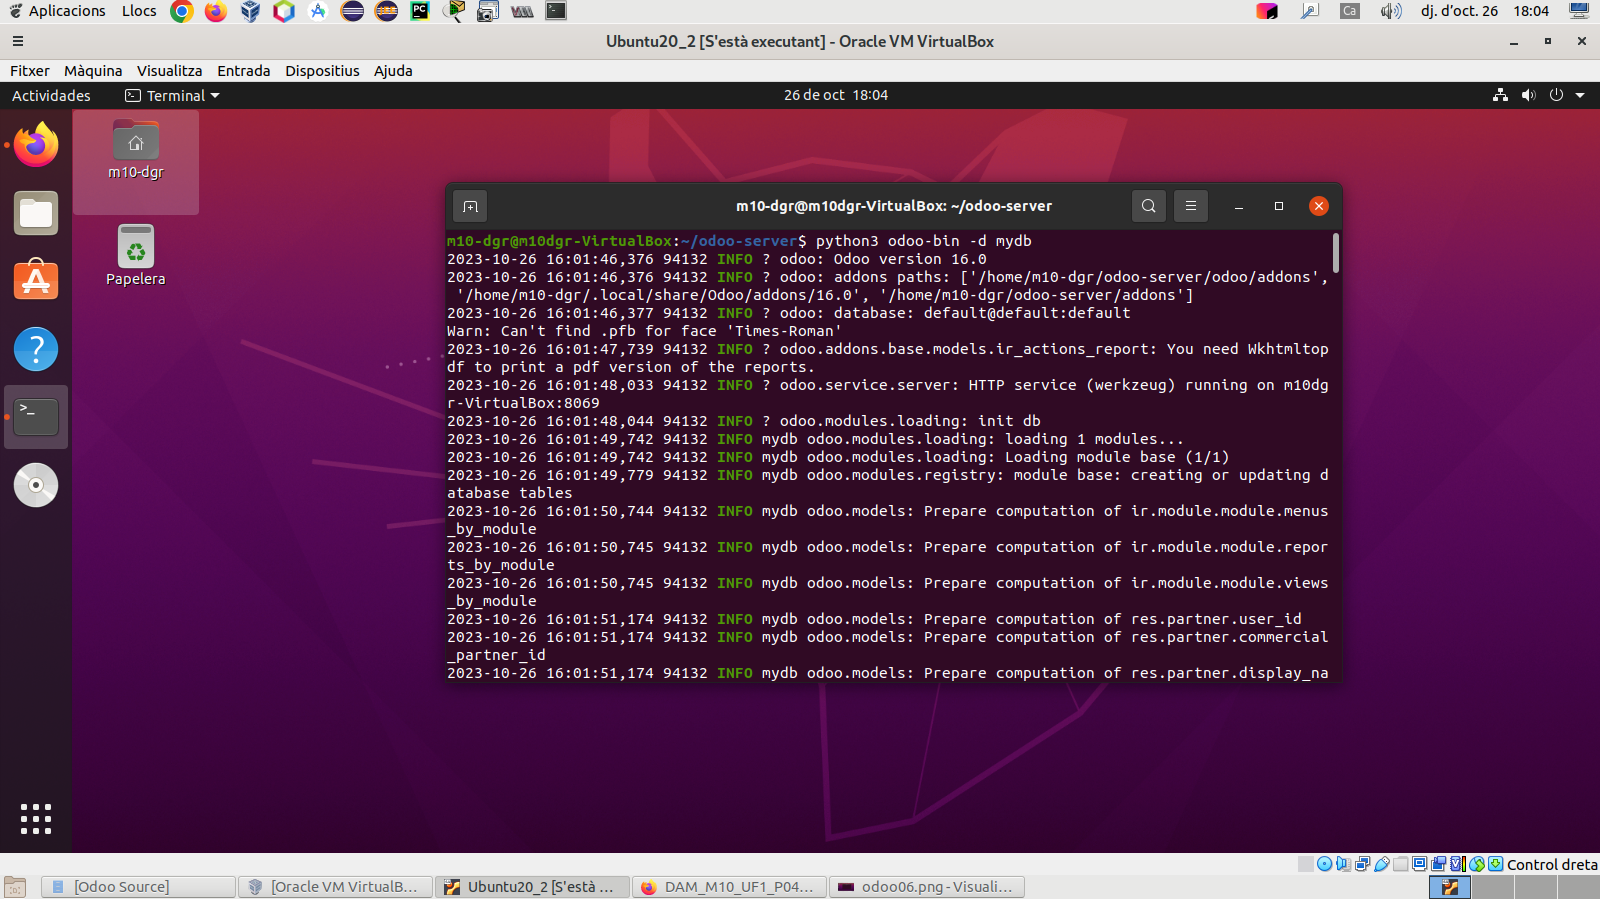 Aplicacions Llocs Ca dj. d'oct. 26 18:04
Ubuntu20_2 [S'està executant] - Oracle VM VirtualBox
Fitxer Màquina Visualitza Entrada Dispositius Ajuda
Actividades Terminal 26 de oct 18:04
m10-dgr
Papelera
m10-dgr@m10dgr-VirtualBox: ~/odoo-server
m10-dgr@m10dgr-VirtualBox:~/odoo-server$ python3 odoo-bin -d mydb
2023-10-26 16:01:46,376 94132 INFO ? odoo: Odoo version 16.0
2023-10-26 16:01:46,376 94132 INFO ? odoo: addons paths: ['/home/m10-dgr/odoo-server/odoo/addons',
'/home/m10-dgr/.local/share/Odoo/addons/16.0', '/home/m10-dgr/odoo-server/addons']
2023-10-26 16:01:46,377 94132 INFO ? odoo: database: default@default:default
Warn: Can't find .pfb for face 'Times-Roman'
2023-10-26 16:01:47,739 94132 INFO ? odoo.addons.base.models.ir_actions_report: You need Wkhtmltop
df to print a pdf version of the reports.
2023-10-26 16:01:48,033 94132 INFO ? odoo.service.server: HTTP service (werkzeug) running on m10dg
r-VirtualBox:8069
2023-10-26 16:01:48,044 94132 INFO ? odoo.modules.loading: init db
2023-10-26 16:01:49,742 94132 INFO mydb odoo.modules.loading: loading 1 modules...
2023-10-26 16:01:49,742 94132 INFO mydb odoo.modules.loading: Loading module base (1/1)
2023-10-26 16:01:49,779 94132 INFO mydb odoo.modules.registry: module base: creating or updating d
atabase tables
2023-10-26 16:01:50,744 94132 INFO mydb odoo.models: Prepare computation of ir.module.module.menus
_by_module
2023-10-26 16:01:50,745 94132 INFO mydb odoo.models: Prepare computation of ir.module.module.repor
ts_by_module
2023-10-26 16:01:50,745 94132 INFO mydb odoo.models: Prepare computation of ir.module.module.views
_by_module
2023-10-26 16:01:51,174 94132 INFO mydb odoo.models: Prepare computation of res.partner.user_id
2023-10-26 16:01:51,174 94132 INFO mydb odoo.models: Prepare computation of res.partner.commercial
_partner_id
2023-10-26 16:01:51,174 94132 INFO mydb odoo.models: Prepare computation of res.partner.display_na
Control dreta
[Odoo Source] [Oracle VM VirtualB... Ubuntu20_2 [S'està ... DAM_M10_UF1_P04... odoo06.png - Visuali...